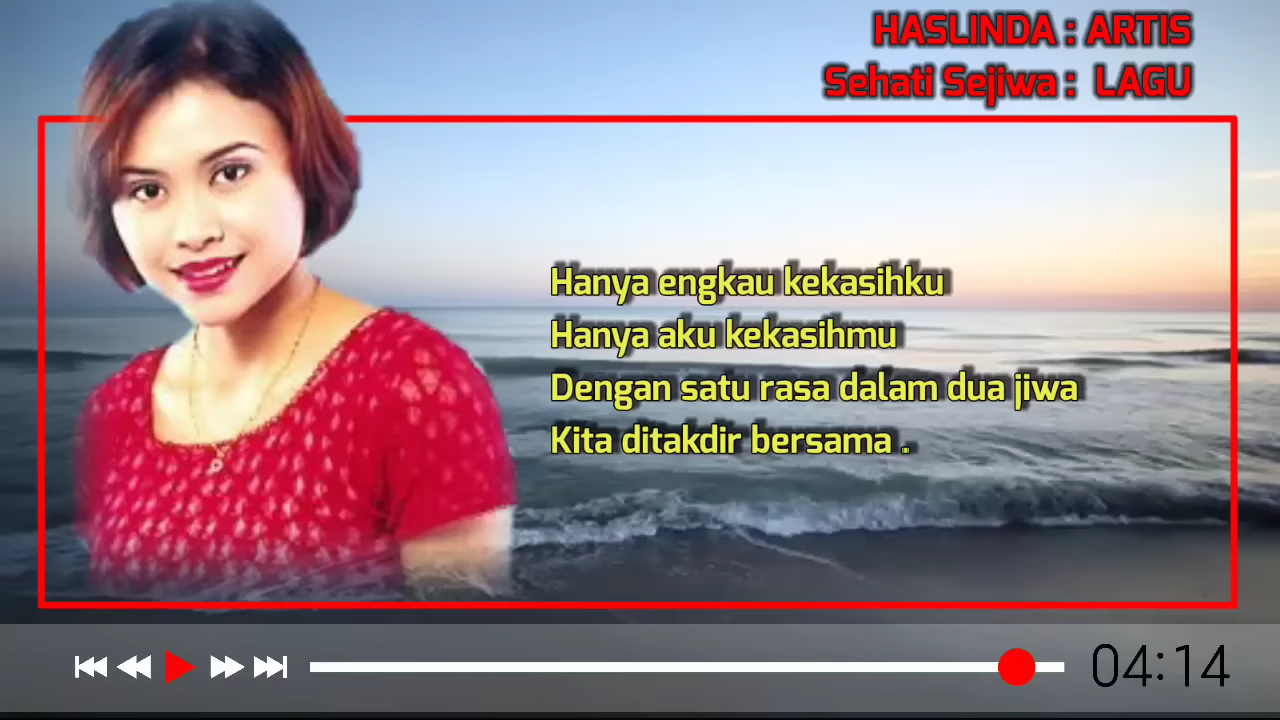 HASLINDA : ARTIS
Sehati Sejiwa : LAGU
Hanya engkau kekasihku
Hanya aku kekasihmu
Dengan satu rasa dalam dua jiwa
Kita ditakdir bersama .
04:14